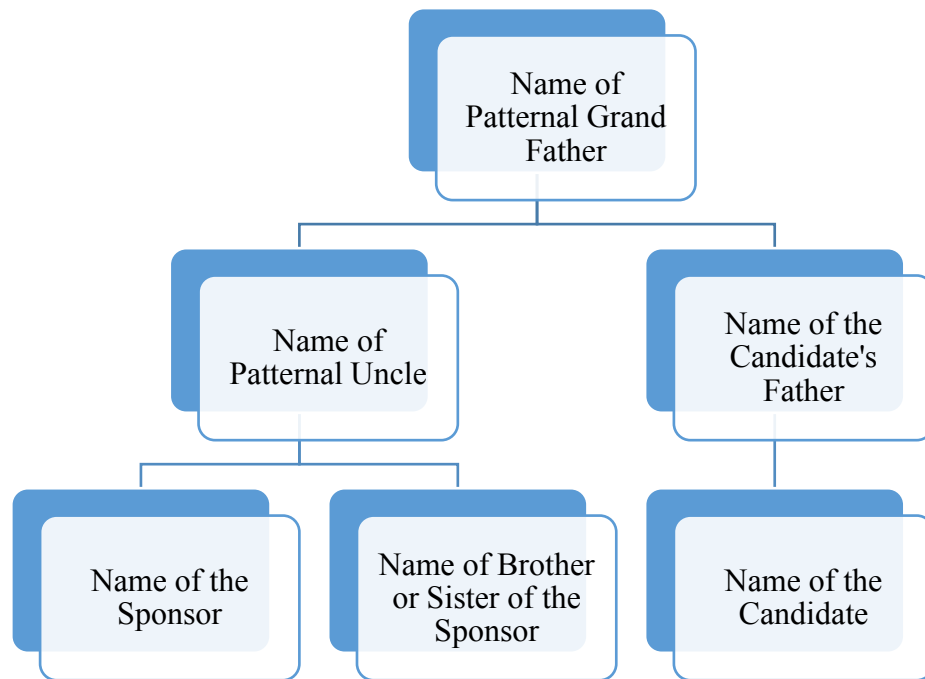 Name of
Patternal Grand
Father
Name of
Patternal Uncle
Name of the
Candidate's
Father
Name of the
Sponsor
Name of Brother
or Sister of the
Sponsor
Name of the
Candidate